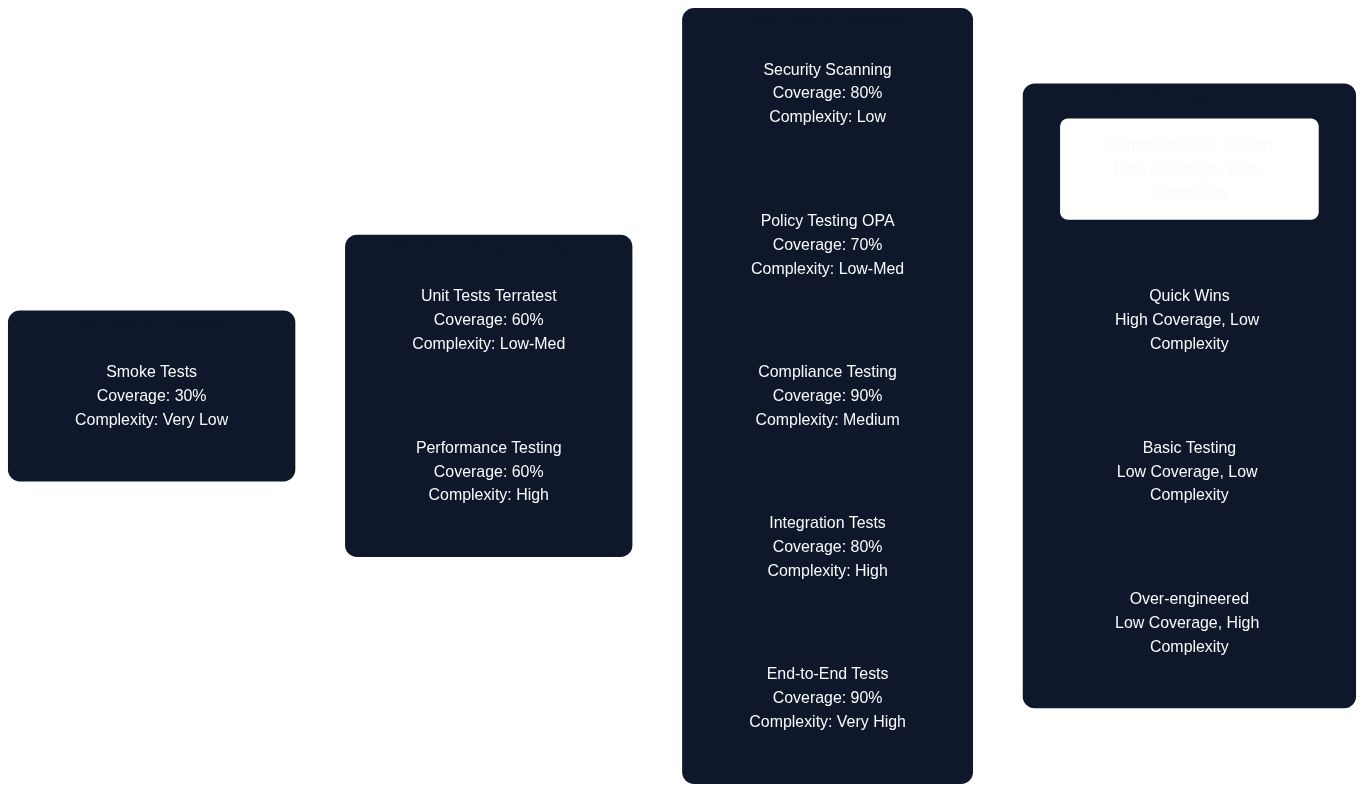 Smoke Tests
Coverage: 30%
Complexity: Very Low
Unit Tests Terratest
Coverage: 60%
Complexity: Low-Med
Performance Testing
Coverage: 60%
Complexity: High
Security Scanning
Coverage: 80%
Complexity: Low
Policy Testing OPA
Coverage: 70%
Complexity: Low-Med
Compliance Testing
Coverage: 90%
Complexity: Medium
Integration Tests
Coverage: 80%
Complexity: High
End-to-End Tests
Coverage: 90%
Complexity: Very High
Comprehensive Testing
High Coverage, High
Complexity
Quick Wins
High Coverage, Low
Complexity
Basic Testing
Low Coverage, Low
Complexity
Over-engineered
Low Coverage, High
Complexity